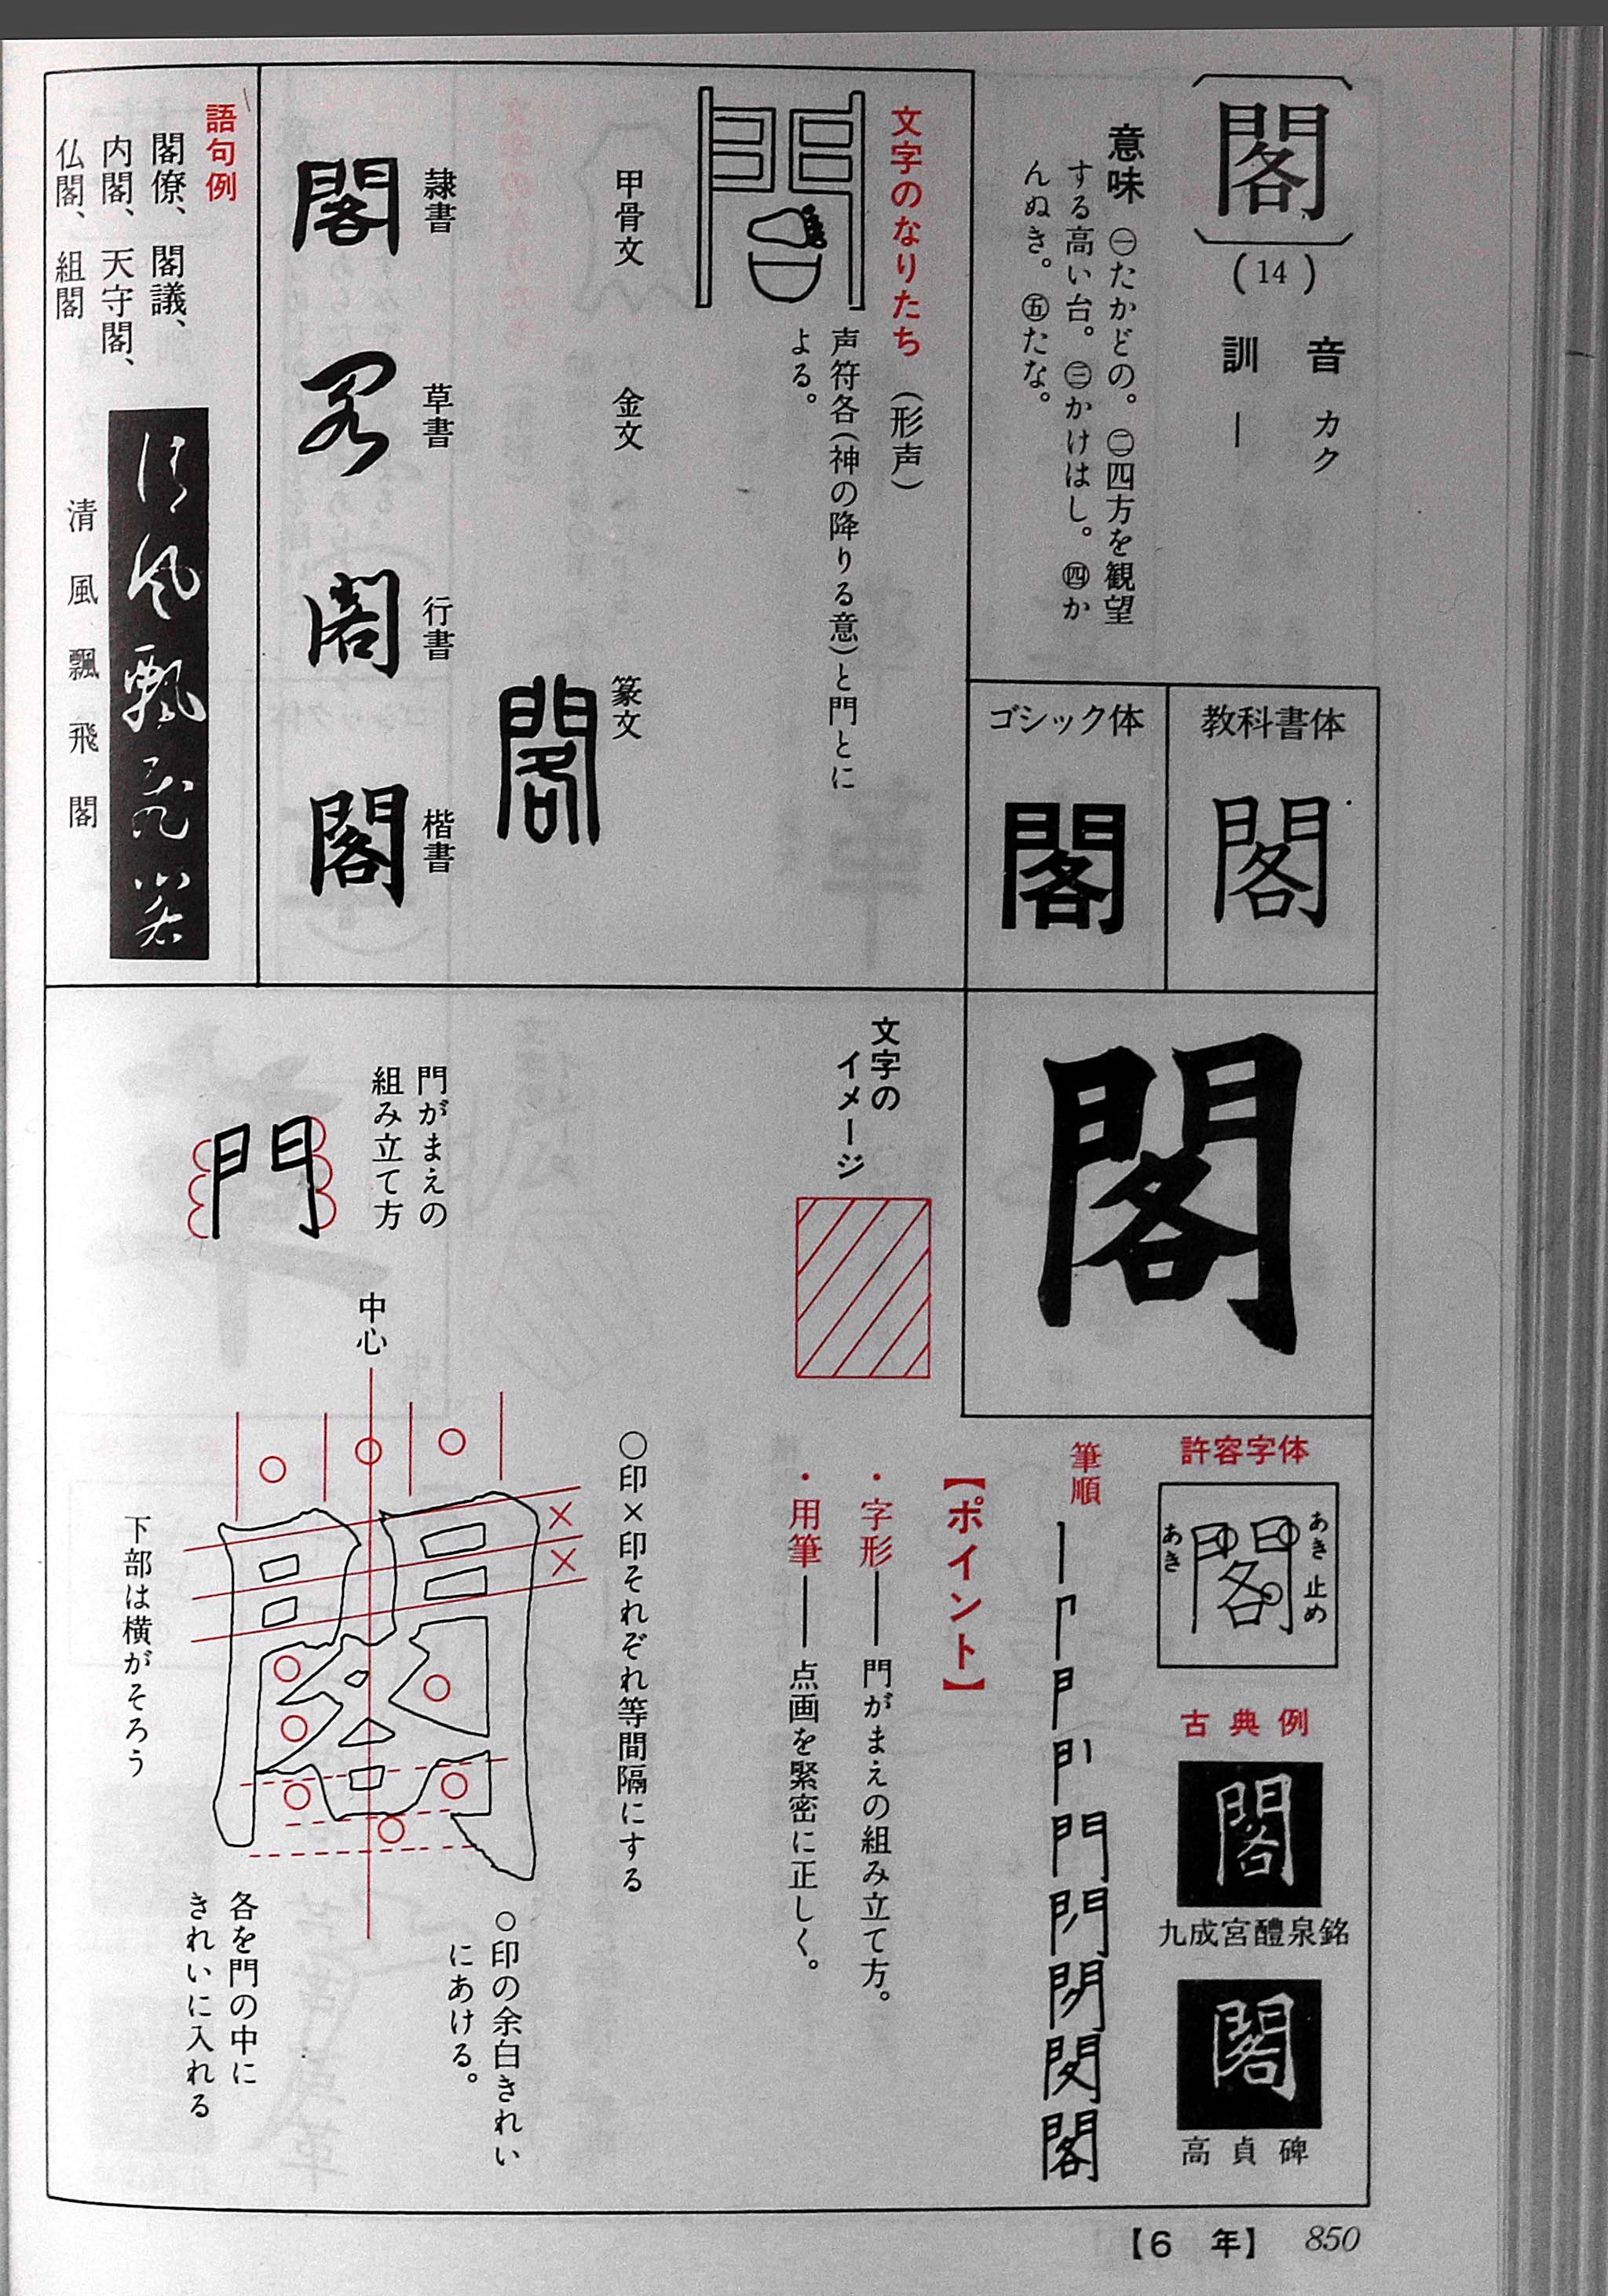 〔閣〕(14)
音 カク
訓 ―
意味 ㊀たかどの。㊁四方を観望
する高い台。㊂かけはし。㊃か
んぬき。㊄たな。
教科書体
閣
ゴシック体
閣
文字のなりたち（形声）
声符各(神の降りる意)と門とに
よる。
甲骨文
金文
篆文
閣
隷書
閣
草書
閣
行書
閣
楷書
閣
語句例
閣僚、閣議、
内閣、天守閣、
仏閣、組閣
清風飄飛閣
清風飄飛閣
閣
許容字体
あき
止め
あき
閣
古典例
閣
九成宮醴泉銘
閣
高貞碑
筆順
閣
【ポイント】
・字形――門がまえの組み立て方。
・用筆――点画を緊密に正しく。
文字の
イメージ
○印×印それぞれ等間隔にする
○印の余白きれい
にあける。
門がまえの
組み立て方
門
中心
閣
各を門の中に
きれいに入れる
下部は横がそろう
【6 年】 850